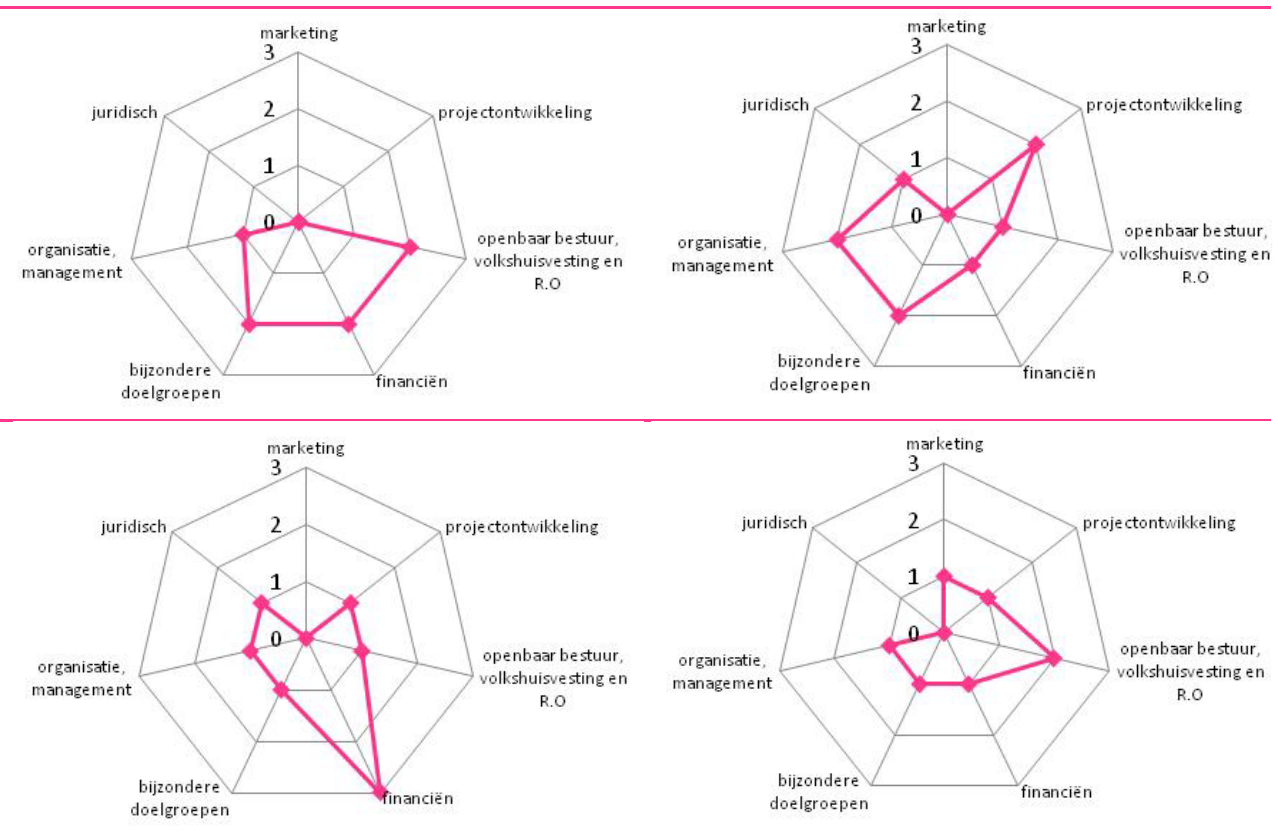 marketing
3
juridisch
2
projectontwikkeling
1
0
organisatie,
management
openbaar bestuur,
volkshuisvesting en
R.O
bijzondere
doelgroepen
financiën
marketing
3
juridisch
2
projectontwikkeling
1
0
organisatie,
management
openbaar bestuur,
volkshuisvesting en
R.O
bijzondere
doelgroepen
financiën
marketing
3
juridisch
2
projectontwikkeling
1
0
organisatie,
management
openbaar bestuur,
volkshuisvesting en
R.O
bijzondere
doelgroepen
financiën
marketing
3
juridisch
2
projectontwikkeling
1
0
organisatie,
management
openbaar bestuur,
volkshuisvesting en
R.O
bijzondere
doelgroepen
financiën